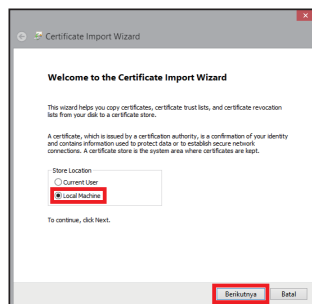 Certificate Import Wizard
Welcome to the Certificate Import Wizard
This wizard helps you copy certificates, certificate trust lists, and certificate revocation
lists from your disk to a certificate store.
A certificate, which is issued by a certification authority, is a confirmation of your identity
and contains information used to protect data or to establish secure network
connections. A certificate store is the system area where certificates are kept.
Store Location
Current User
Local Machine
To continue, click Next.
Berikutnya
Batal